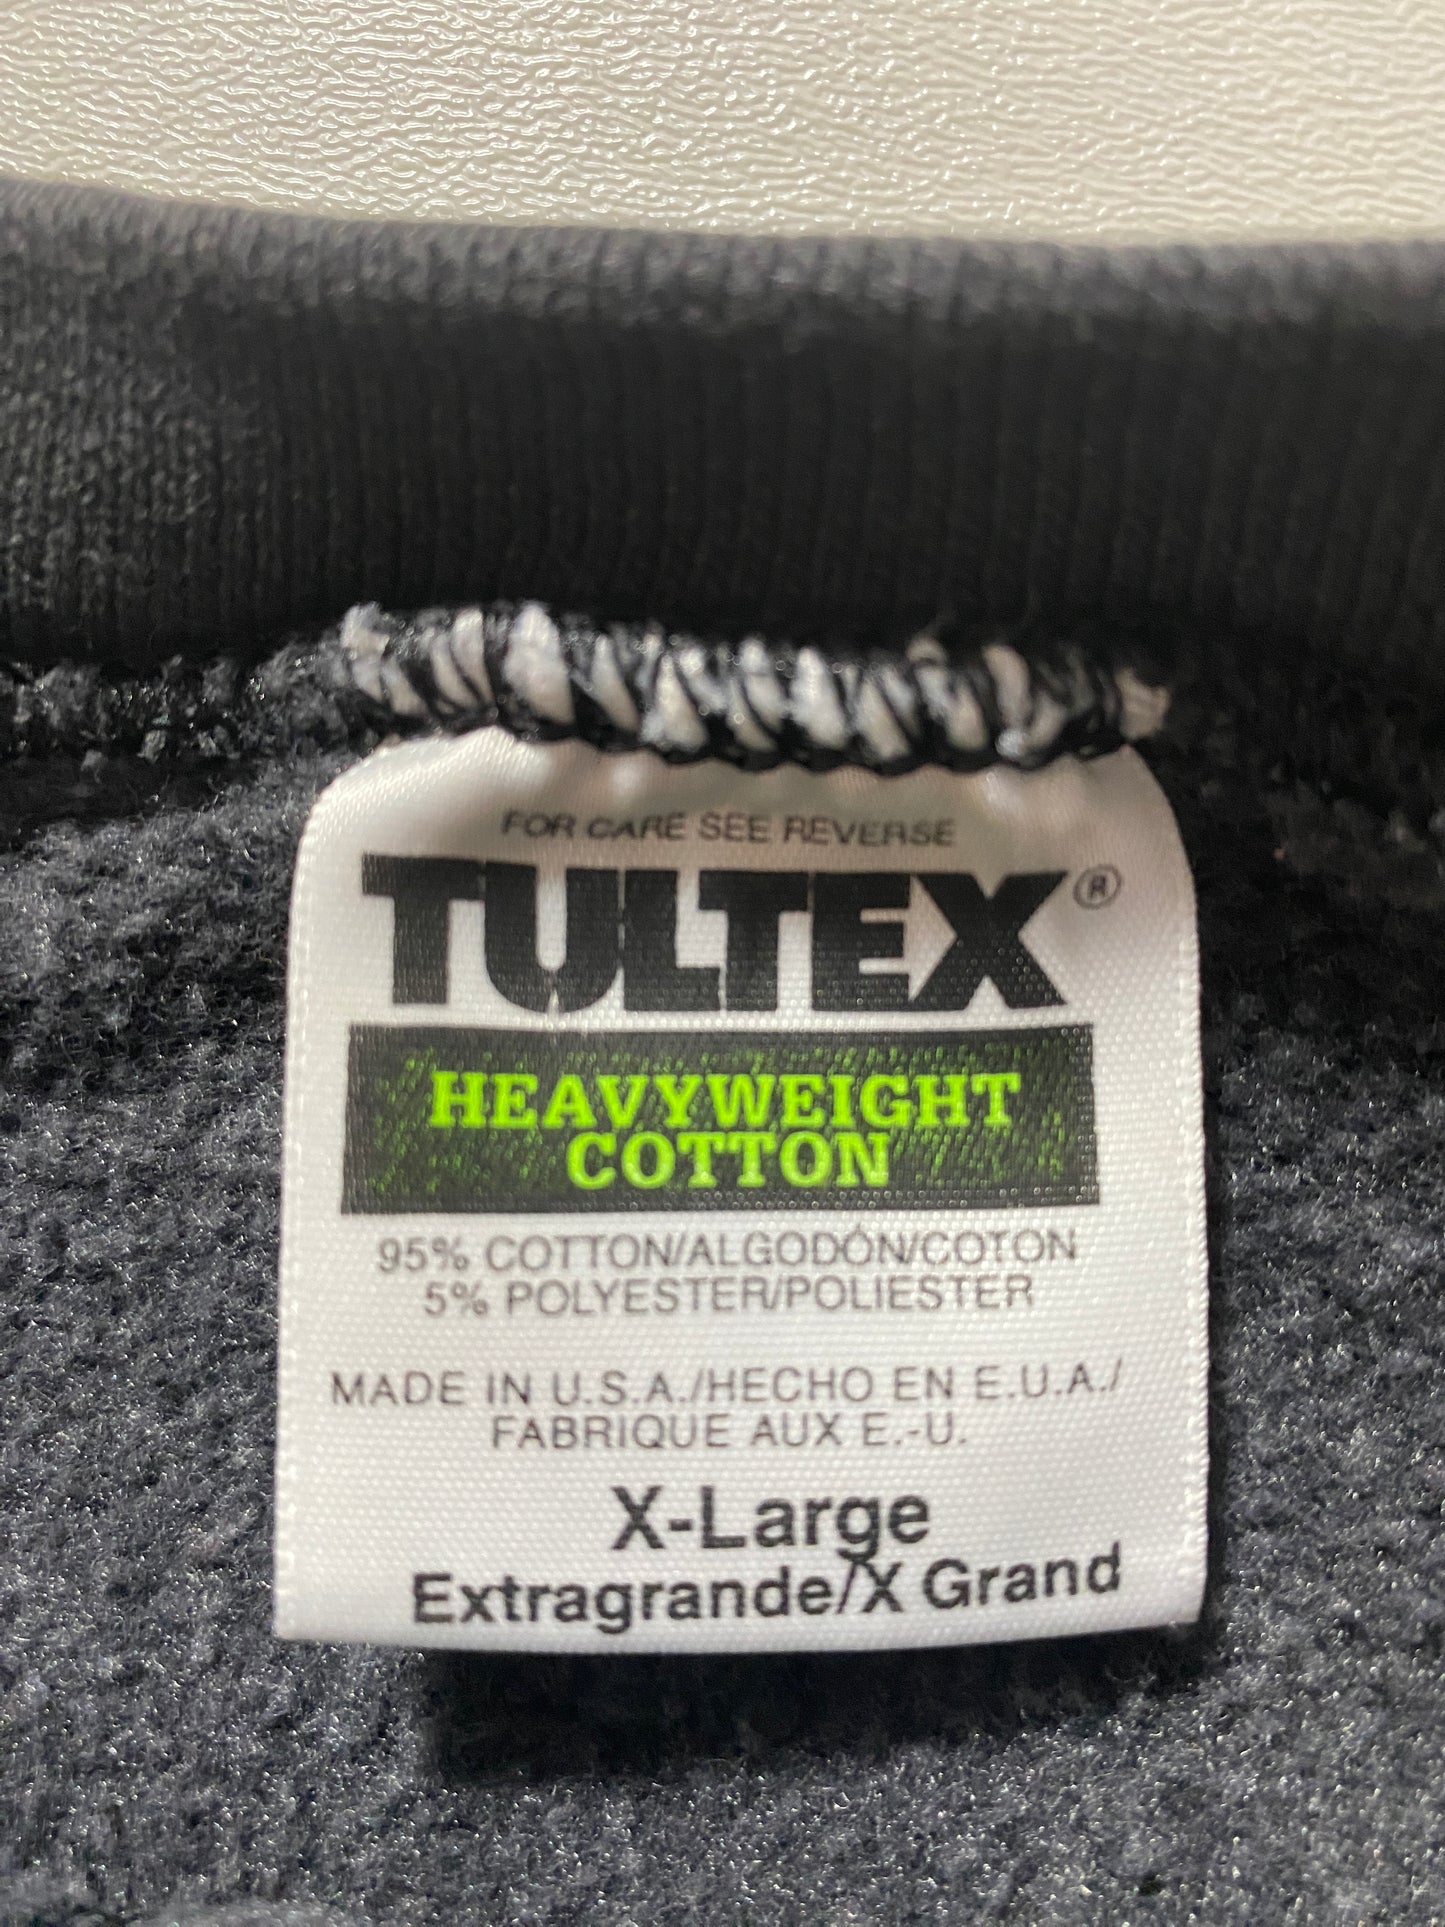 FOR CARE SEE REVERSE
TULTEX®
HEAVYWEIGHT
COTTON
95% COTTON/ALGODÓN/COTON
5% POLYESTER/POLIESTER
MADE IN U.S.A./HECHO EN E.U.A./
FABRIQUE AUX E.-U.
X-Large
Extragrande/X Grand